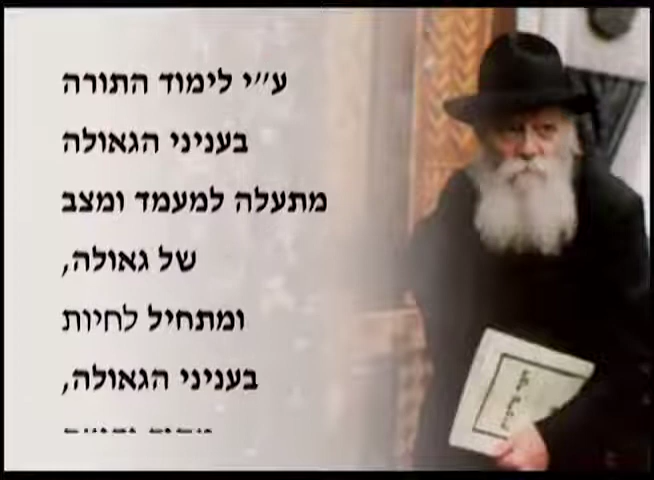 ע״י לימוד התורה
בעניני הגאולה
מתעלה למעמד ומצב
של גאולה,
ומתחיל לחיות
בעניני הגאולה,